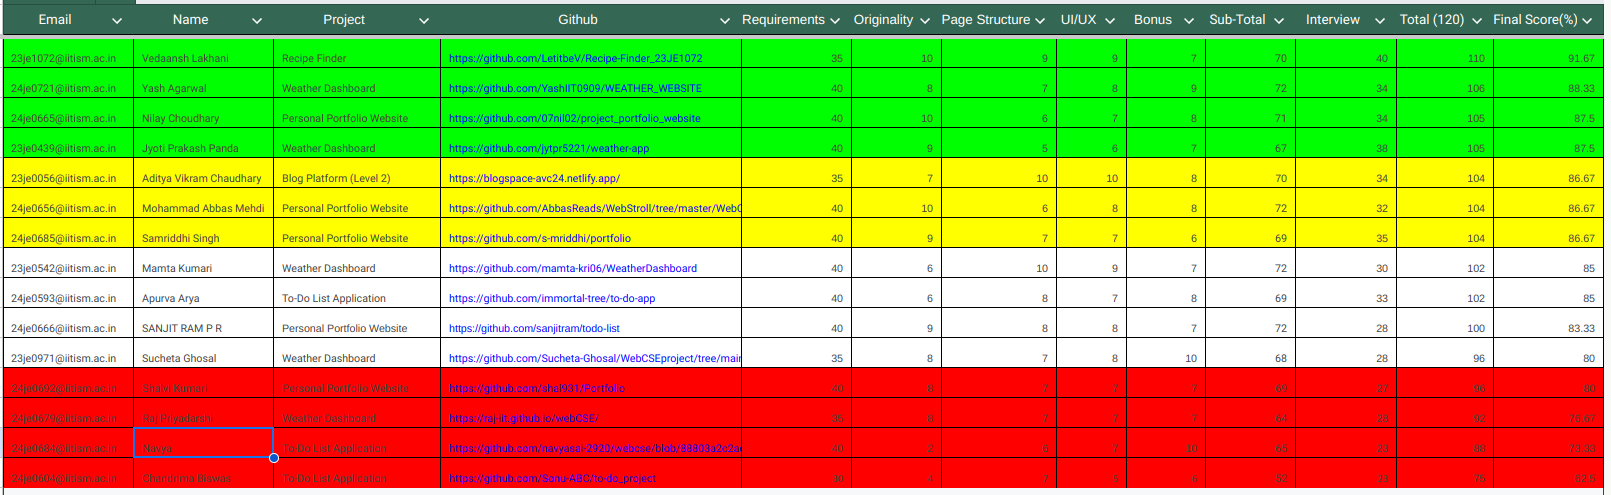 Email Name Project Github Requirements Originality Page Structure UI/UX Bonus Sub-Total Interview Total (120) Final Score(%)
23je1072@iitism.ac.in Vedaansh Lakhani Recipe Finder https://github.com/LetitbeV/Recipe-Finder_23JE1072 35 10 9 9 7 70 40 110 91.67
24je0721@iitism.ac.in Yash Agarwal Weather Dashboard https://github.com/YashIIT0909/WEATHER_WEBSITE 40 8 7 8 9 72 34 106 88.33
24je0665@iitism.ac.in Nilay Choudhary Personal Portfolio Website https://github.com/07nil02/project_portfolio_website 40 10 6 7 8 71 34 105 87.5
23je0439@iitism.ac.in Jyoti Prakash Panda Weather Dashboard https://github.com/jytpr5221/weather-app 40 9 5 6 7 67 38 105 87.5
23je0056@iitism.ac.in Aditya Vikram Chaudhary Blog Platform (Level 2) https://blogspace-avc24.netlify.app/ 35 7 10 10 8 70 34 104 86.67
24je0656@iitism.ac.in Mohammad Abbas Mehdi Personal Portfolio Website https://github.com/AbbasReads/WebStroll/tree/master/WebC 40 10 6 8 8 72 32 104 86.67
24je0685@iitism.ac.in Samriddhi Singh Personal Portfolio Website https://github.com/s-mriddhi/portfolio 40 9 7 7 6 69 35 104 86.67
23je0542@iitism.ac.in Mamta Kumari Weather Dashboard https://github.com/mamta-kri06/WeatherDashboard 40 6 10 9 7 72 30 102 85
24je0593@iitism.ac.in Apurva Arya To-Do List Application https://github.com/immortal-tree/to-do-app 40 6 8 7 8 69 33 102 85
24je0666@iitism.ac.in SANJIT RAM P R Personal Portfolio Website https://github.com/sanjitram/todo-list 40 9 8 8 7 72 28 100 83.33
23je0971@iitism.ac.in Sucheta Ghosal Weather Dashboard https://github.com/Sucheta-Ghosal/WebCSEproject/tree/mair 35 8 7 8 10 68 28 96 80
24je0692@iitism.ac.in Shalvi Kumari Personal Portfolio Website https://github.com/shal931/Portfolio 40 8 7 7 7 69 27 96 80
24je0679@iitism.ac.in Raj Priyadarshi Weather Dashboard https://raj-iit.github.io/webCSE/ 35 8 7 7 7 64 28 92 76.67
24je0684@iitism.ac.in Navya To-Do List Application 40 2 6 7 10 65 23 88 73.33
24je0604@iitism.ac.in Chandrima Biswas To-Do List Application https://github.com/Sonu-ABC/to-do_project 30 7 6 52 75 62.5